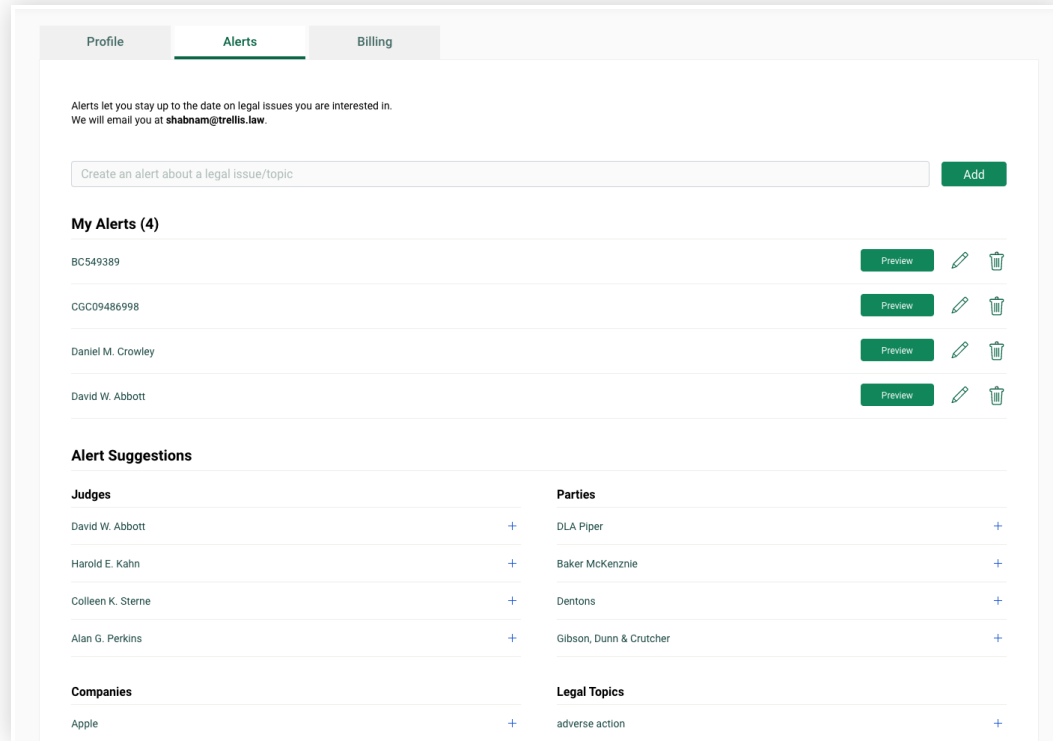 Profile Alerts Billing
Alerts let you stay up to the date on legal issues you are interested in.
We will email you at shabnam@trellis.law.
Create an alert about a legal issue/topic Add
My Alerts (4)
BC549389 Preview
CGC09486998 Preview
Daniel M. Crowley Preview
David W. Abbott Preview
Alert Suggestions
Judges
David W. Abbott +
Harold E. Kahn +
Colleen K. Sterne +
Alan G. Perkins +
Parties
DLA Piper +
Baker McKenznie +
Dentons +
Gibson, Dunn & Crutcher +
Companies
Apple +
Legal Topics
adverse action +